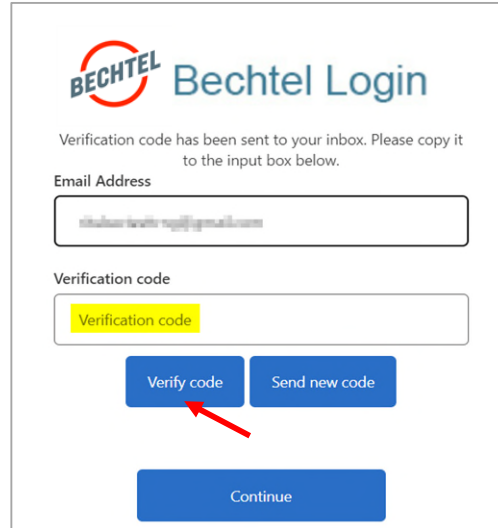 BECHTEL
Bechtel Login
Verification code has been sent to your inbox. Please copy it
to the input box below.
Email Address
Verification code
Verification code
Verify code
Send new code
Continue